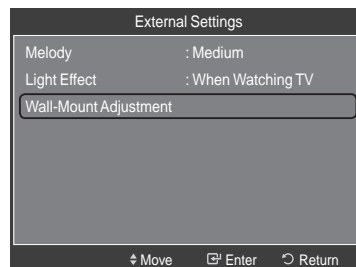 External Settings
Melody : Medium
Light Effect : When Watching TV
Wall-Mount Adjustment
Move Enter Return